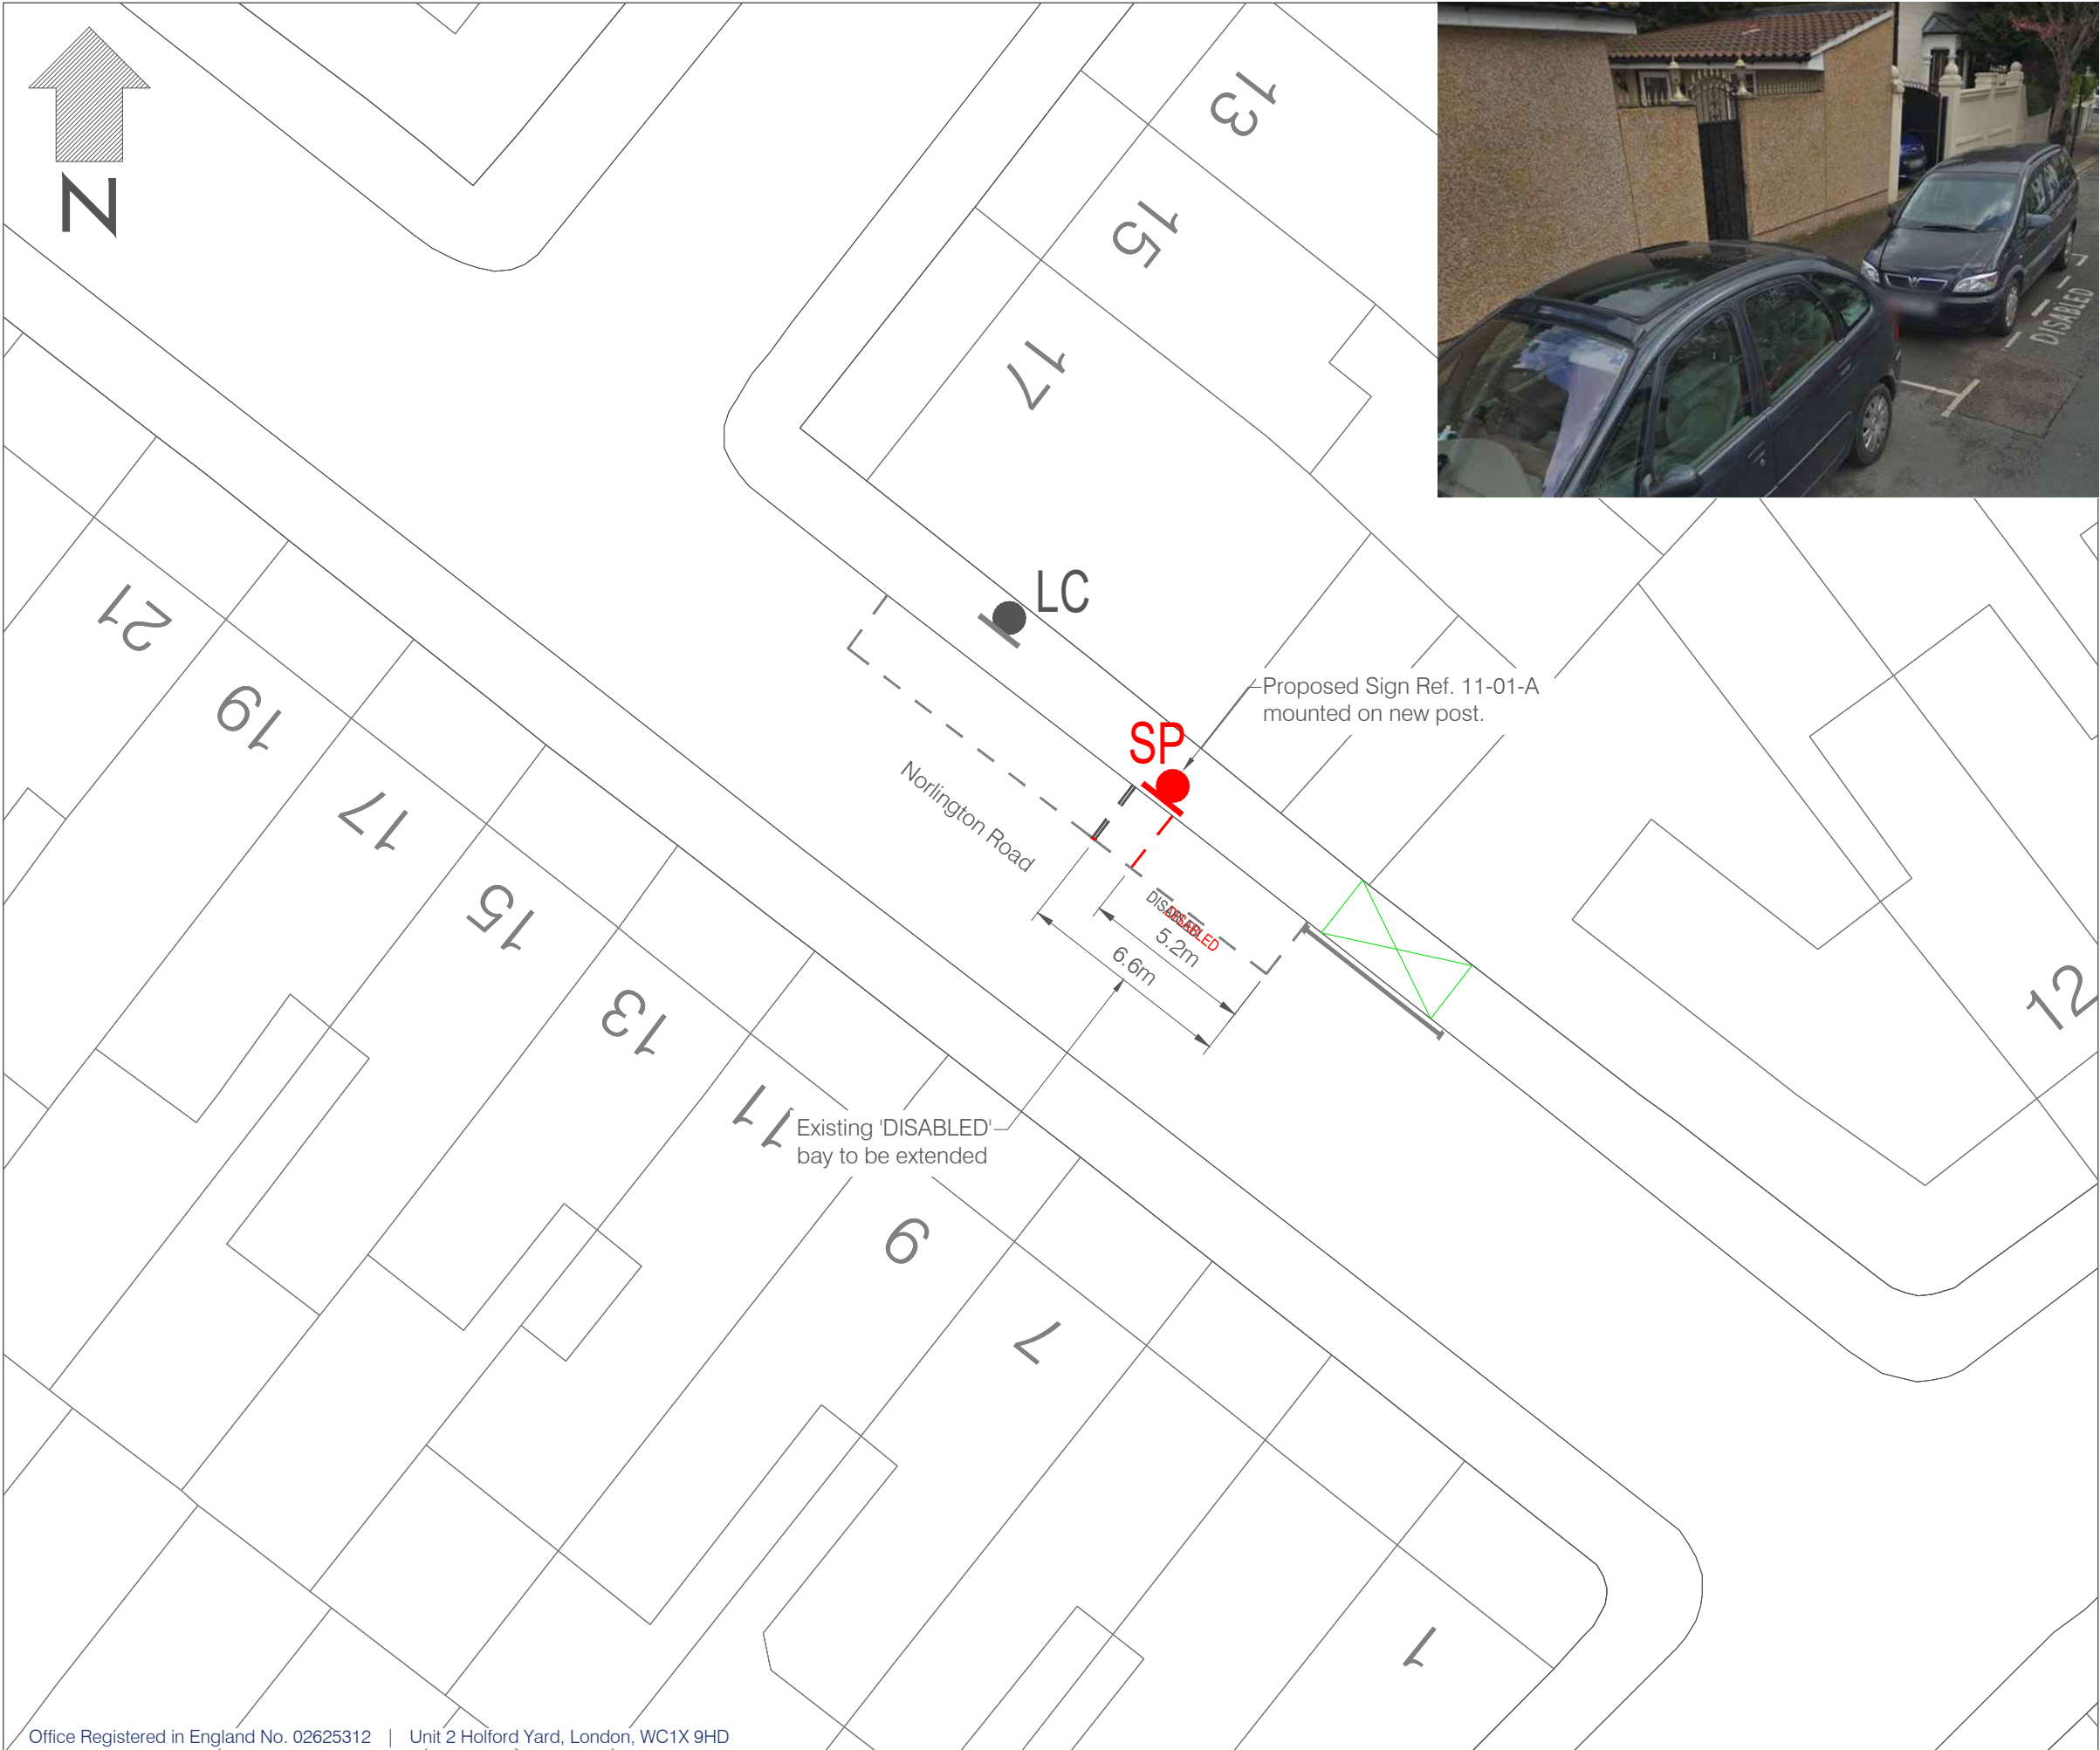 N
13
15
17
DISABLED
LC
21
19
17
15
13
11
9
7
1
12
Proposed Sign Ref. 11-01-A
mounted on new post.
SP
Norlington Road
DISABLED
DISABLED
5.2m
6.6m
Existing 'DISABLED'
bay to be extended
Office Registered in England No. 02625312 | Unit 2 Holford Yard, London, WC1X 9HD